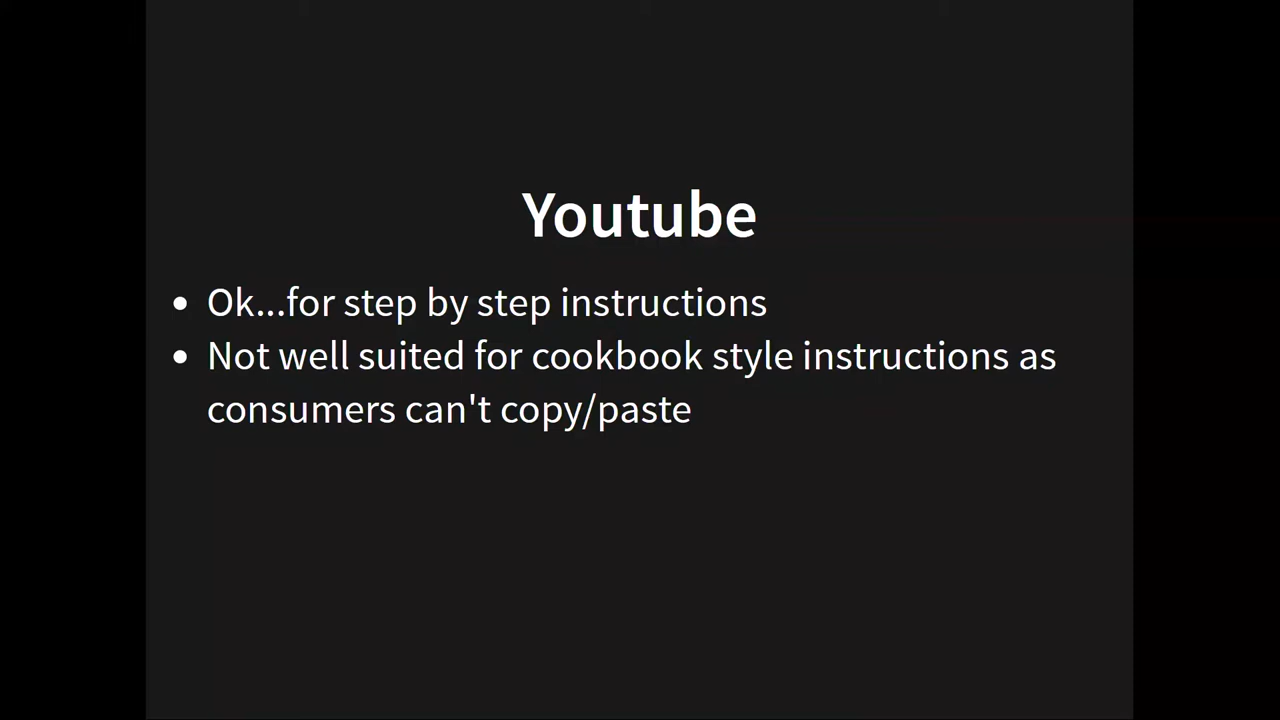 Youtube
• Ok...for step by step instructions
• Not well suited for cookbook style instructions as
consumers can't copy/paste